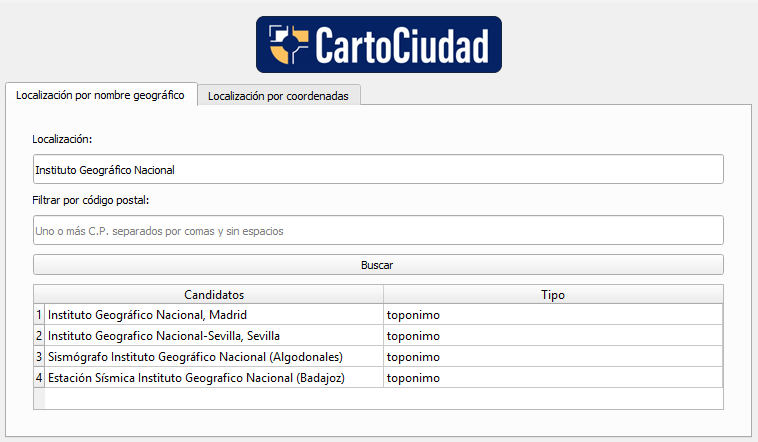 CartoCiudad
Localización por nombre geográfico
Localización por coordenadas
Localización:
Instituto Geográfico Nacional
Filtrar por código postal:
Uno o más C.P. separados por comas y sin espacios
Buscar
Candidatos Tipo
1 Instituto Geográfico Nacional, Madrid toponimo
2 Instituto Geografico Nacional-Sevilla, Sevilla toponimo
3 Sismógrafo Instituto Geográfico Nacional (Algodonales) toponimo
4 Estación Sísmica Instituto Geografico Nacional (Badajoz) toponimo